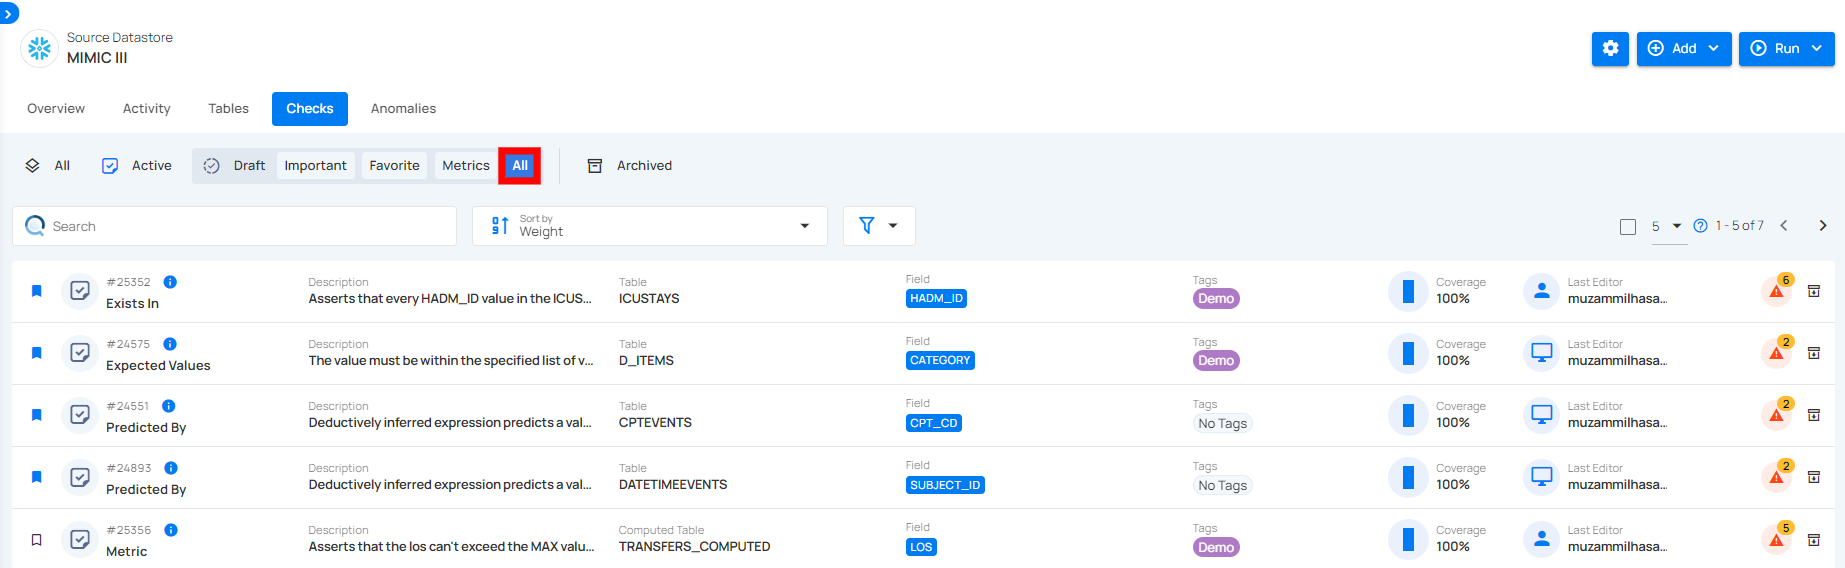 Source Datastore
MIMIC III
Add
Run
Overview Activity Tables Checks Anomalies
All Active Draft Important Favorite Metrics All Archived
Search
Sort by
Weight
5 1 - 5 of 7
#25352 Description Table Field Tags Coverage Last Editor 6
Exists In Asserts that every HADM_ID value in the ICUS... ICUSTAYS HADM_ID Demo 100% muzammilhasa...
#24575 Description Table Field Tags Coverage Last Editor 2
Expected Values The value must be within the specified list of v... D_ITEMS CATEGORY Demo 100% muzammilhasa...
#24551 Description Table Field Tags Coverage Last Editor 2
Predicted By Deductively inferred expression predicts a val... CPTEVENTS CPT_CD No Tags 100% muzammilhasa...
#24893 Description Table Field Tags Coverage Last Editor 2
Predicted By Deductively inferred expression predicts a val... DATETIMEEVENTS SUBJECT_ID No Tags 100% muzammilhasa...
#25356 Description Computed Table Field Tags Coverage Last Editor 5
Metric Asserts that the los can't exceed the MAX valu... TRANSFERS_COMPUTED LOS Demo 100% muzammilhasa...